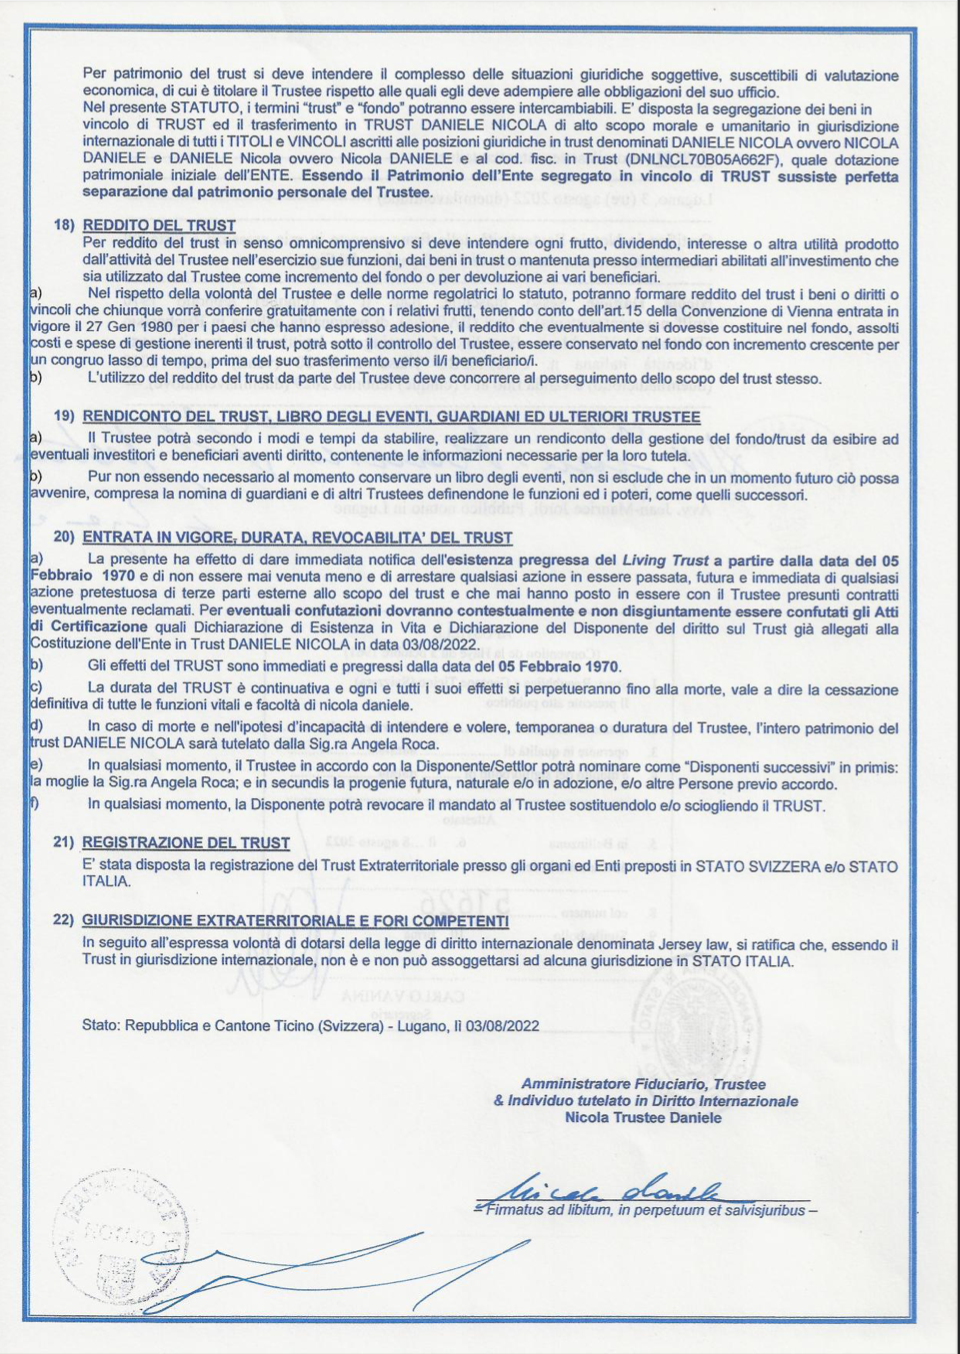 Per patrimonio del trust si deve intendere il complesso delle situazioni giuridiche soggettive, suscettibili di valutazione
economica, di cui è titolare il Trustee rispetto alle quali egli deve adempiere alle obbligazioni del suo ufficio.
Nel presente STATUTO, i termini "trust" e "fondo" potranno essere intercambiabili. E' disposta la segregazione dei beni in
vincolo di TRUST ed il trasferimento in TRUST DANIELE NICOLA di alto scopo morale e umanitario in giurisdizione
internazionale di tutti i TITOLI e VINCOLI ascritti alle posizioni giuridiche in trust denominati DANIELE NICOLA ovvero NICOLA
DANIELE e DANIELE Nicola ovvero Nicola DANIELE e al cod. fisc. in Trust (DNLNCL70B05A662F), quale dotazione
patrimoniale iniziale dell'ENTE. Essendo il Patrimonio dell'Ente segregato in vincolo di TRUST sussiste perfetta
separazione dal patrimonio personale del Trustee.
18) REDDITO DEL TRUST
Per reddito del trust in senso omnicomprensivo si deve intendere ogni frutto, dividendo, interesse o altra utilità prodotto
dall'attività del Trustee nell'esercizio sue funzioni, dai beni in trust o mantenuta presso intermediari abilitati all'investimento che
sia utilizzato dal Trustee come incremento del fondo o per devoluzione ai vari beneficiari.
a) Nel rispetto della volontà del Trustee e delle norme regolatrici lo statuto, potranno formare reddito del trust i beni o diritti o
vincoli che chiunque vorrà conferire gratuitamente con i relativi frutti, tenendo conto dell'art.15 della Convenzione di Vienna entrata in
vigore il 27 Gen 1980 per i paesi che hanno espresso adesione, il reddito che eventualmente si dovesse costituire nel fondo, assolti
costi e spese di gestione inerenti il trust, potrà sotto il controllo del Trustee, essere conservato nel fondo con incremento crescente per
un congruo lasso di tempo, prima del suo trasferimento verso il/i beneficiario/i.
b) L'utilizzo del reddito del trust da parte del Trustee deve concorrere al perseguimento dello scopo del trust stesso.
19) RENDICONTO DEL TRUST, LIBRO DEGLI EVENTI, GUARDIANI ED ULTERIORI TRUSTEE
a) Il Trustee potrà secondo i modi e tempi da stabilire, realizzare un rendiconto della gestione del fondo/trust da esibire ad
eventuali investitori e beneficiari aventi diritto, contenente le informazioni necessarie per la loro tutela.
b) Pur non essendo necessario al momento conservare un libro degli eventi, non si esclude che in un momento futuro ciò possa
avvenire, compresa la nomina di guardiani e di altri Trustees definendone le funzioni ed i poteri, come quelli successori.
20) ENTRATA IN VIGORE, DURATA, REVOCABILITA' DEL TRUST
a) La presente ha effetto di dare immediata notifica dell'esistenza pregressa del Living Trust a partire dalla data del 05
Febbraio 1970 e di non essere mai venuta meno e di arrestare qualsiasi azione in essere passata, futura e immediata di qualsiasi
azione pretestuosa di terze parti esterne allo scopo del trust e che mai hanno posto in essere con il Trustee presunti contratti
eventualmente reclamati. Per eventuali confutazioni dovranno contestualmente e non disgiuntamente essere confutati gli Atti
di Certificazione quali Dichiarazione di Esistenza in Vita e Dichiarazione del Disponente del diritto sul Trust già allegati alla
Costituzione dell'Ente in Trust DANIELE NICOLA in data 03/08/2022.
b) Gli effetti del TRUST sono immediati e pregressi dalla data del 05 Febbraio 1970.
c) La durata del TRUST è continuativa e ogni e tutti i suoi effetti si perpetueranno fino alla morte, vale a dire la cessazione
definitiva di tutte le funzioni vitali e facoltà di nicola daniele.
d) In caso di morte e nell'ipotesi d'incapacità di intendere e volere, temporanea o duratura del Trustee, l'intero patrimonio del
trust DANIELE NICOLA sarà tutelato dalla Sig.ra Angela Roca.
e) In qualsiasi momento, il Trustee in accordo con la Disponente/Settlor potrà nominare come "Disponenti successivi" in primis:
la moglie la Sig.ra Angela Roca; e in secundis la progenie futura, naturale e/o in adozione, e/o altre Persone previo accordo.
f) In qualsiasi momento, la Disponente potrà revocare il mandato al Trustee sostituendolo e/o sciogliendo il TRUST.
21) REGISTRAZIONE DEL TRUST
E' stata disposta la registrazione del Trust Extraterritoriale presso gli organi ed Enti preposti in STATO SVIZZERA e/o STATO
ITALIA.
22) GIURISDIZIONE EXTRATERRITORIALE E FORI COMPETENTI
In seguito all'espressa volontà di dotarsi della legge di diritto internazionale denominata Jersey law, si ratifica che, essendo il
Trust in giurisdizione internazionale, non è e non può assoggettarsi ad alcuna giurisdizione in STATO ITALIA.
Stato: Repubblica e Cantone Ticino (Svizzera) - Lugano, lì 03/08/2022
Amministratore Fiduciario, Trustee
& Individuo tutelato in Diritto Internazionale
Nicola Trustee Daniele
Nicola Daniele
– Firmatus ad libitum, in perpetuum et salvisjuribus –